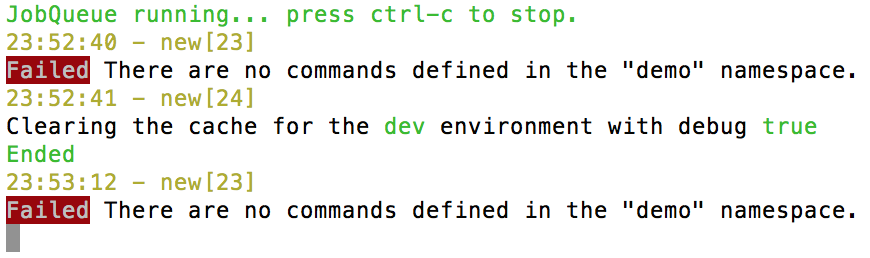 JobQueue running... press ctrl-c to stop.
23:52:40 - new[23]
Failed There are no commands defined in the "demo" namespace.
23:52:41 - new[24]
Clearing the cache for the dev environment with debug true
Ended
23:53:12 - new[23]
Failed There are no commands defined in the "demo" namespace.